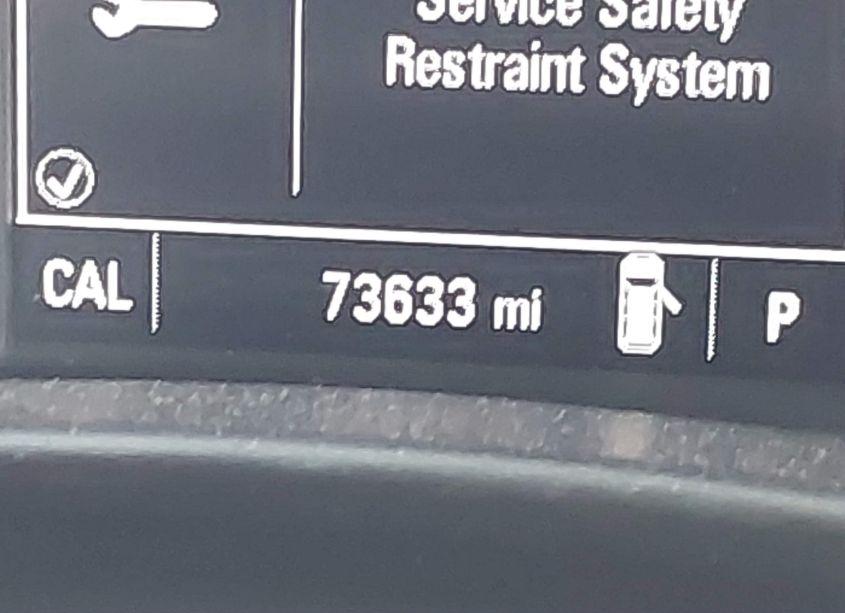 Service Safety
Restraint System
CAL
73633 mi
P